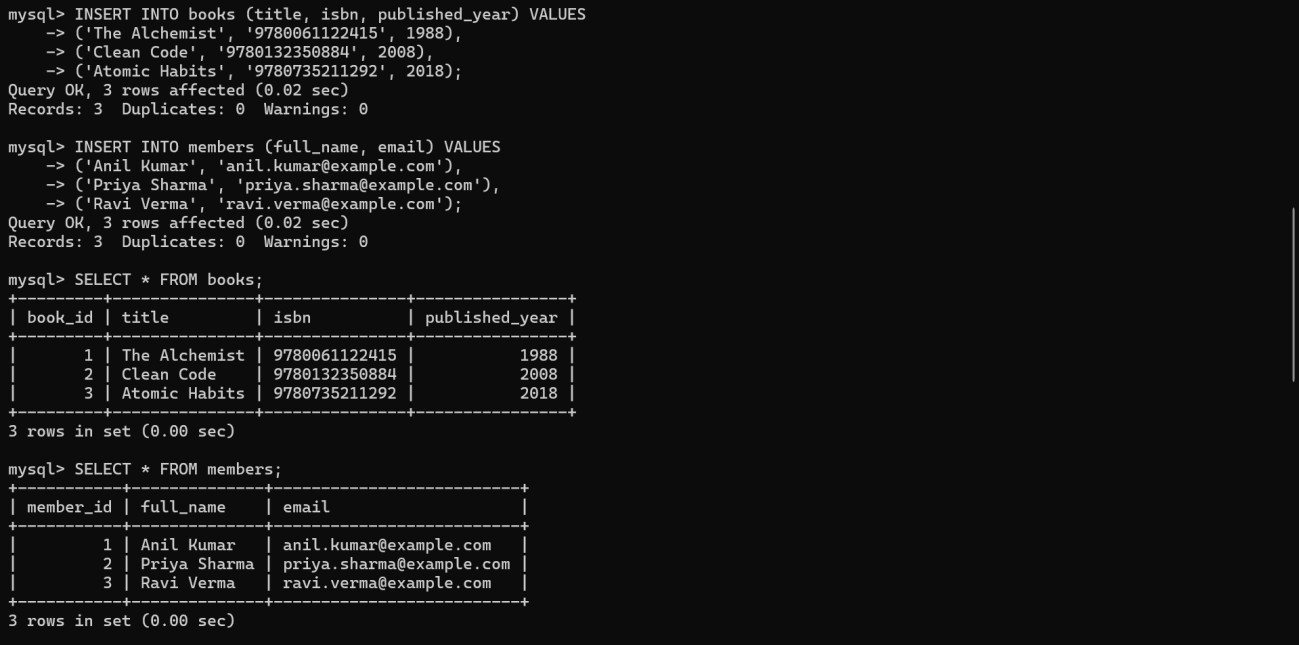 mysql> INSERT INTO books (title, isbn, published_year) VALUES
    -> ('The Alchemist', '9780061122415', 1988),
    -> ('Clean Code', '9780132350884', 2008),
    -> ('Atomic Habits', '9780735211292', 2018);
Query OK, 3 rows affected (0.02 sec)
Records: 3  Duplicates: 0  Warnings: 0

mysql> INSERT INTO members (full_name, email) VALUES
    -> ('Anil Kumar', 'anil.kumar@example.com'),
    -> ('Priya Sharma', 'priya.sharma@example.com'),
    -> ('Ravi Verma', 'ravi.verma@example.com');
Query OK, 3 rows affected (0.02 sec)
Records: 3  Duplicates: 0  Warnings: 0

mysql> SELECT * FROM books;
+---------+---------------+---------------+----------------+
| book_id | title         | isbn          | published_year |
+---------+---------------+---------------+----------------+
|       1 | The Alchemist | 9780061122415 |           1988 |
|       2 | Clean Code    | 9780132350884 |           2008 |
|       3 | Atomic Habits | 9780735211292 |           2018 |
+---------+---------------+---------------+----------------+
3 rows in set (0.00 sec)

mysql> SELECT * FROM members;
+-----------+--------------+--------------------------+
| member_id | full_name    | email                    |
+-----------+--------------+--------------------------+
|         1 | Anil Kumar   | anil.kumar@example.com   |
|         2 | Priya Sharma | priya.sharma@example.com |
|         3 | Ravi Verma   | ravi.verma@example.com   |
+-----------+--------------+--------------------------+
3 rows in set (0.00 sec)